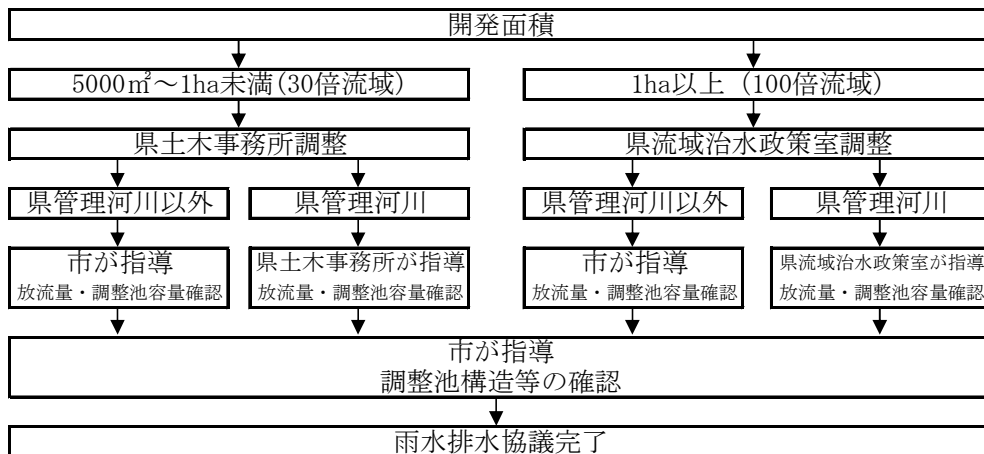 開発面積
5000㎡～1ha未満(30倍流域)
1ha以上 (100倍流域)
県土木事務所調整
県流域治水政策室調整
県管理河川以外
県管理河川
県管理河川以外
県管理河川
市が指導
放流量・調整池容量確認
県土木事務所が指導
放流量・調整池容量確認
市が指導
放流量・調整池容量確認
県流域治水政策室が指導
放流量・調整池容量確認
市が指導
調整池構造等の確認
雨水排水協議完了